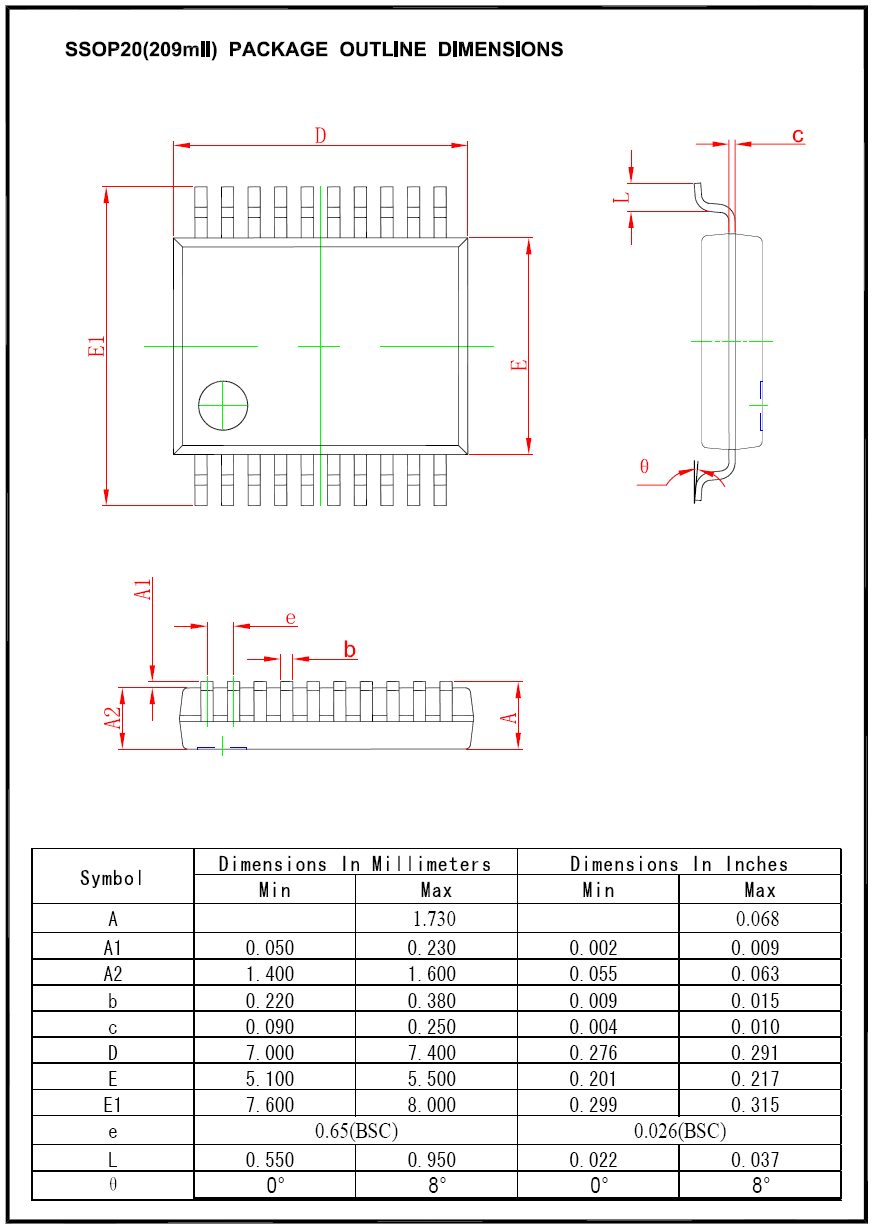 SSOP20(209mil) PACKAGE OUTLINE DIMENSIONS
D
c
L
E1
E
θ
A1
e
b
A2
A
Symbol Dimensions In Millimeters Dimensions In Inches
Min Max Min Max
A 1.730 0.068
A1 0.050 0.230 0.002 0.009
A2 1.400 1.600 0.055 0.063
b 0.220 0.380 0.009 0.015
c 0.090 0.250 0.004 0.010
D 7.000 7.400 0.276 0.291
E 5.100 5.500 0.201 0.217
E1 7.600 8.000 0.299 0.315
e 0.65(BSC) 0.026(BSC)
L 0.550 0.950 0.022 0.037
θ 0° 8° 0° 8°